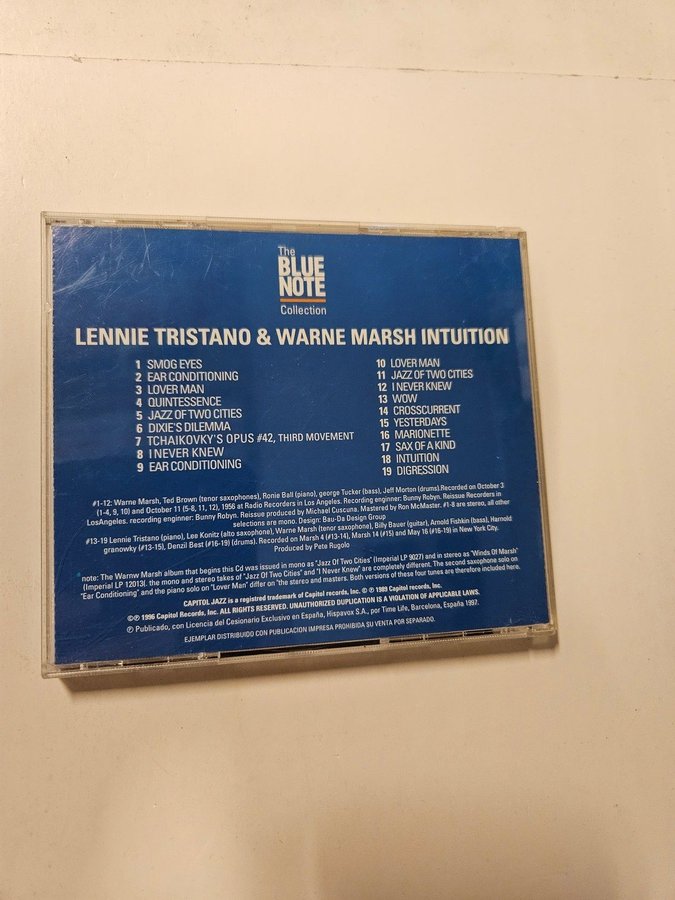 The
BLUE
NOTE
Collection
LENNIE TRISTANO & WARNE MARSH INTUITION
1 SMOG EYES
2 EAR CONDITIONING
3 LOVER MAN
4 QUINTESSENCE
5 JAZZ OF TWO CITIES
6 DIXIE'S DILEMMA
7 TCHAIKOVKY'S OPUS #42, THIRD MOVEMENT
8 I NEVER KNEW
9 EAR CONDITIONING
10 LOVER MAN
11 JAZZ OF TWO CITIES
12 I NEVER KNEW
13 WOW
14 CROSSCURRENT
15 YESTERDAYS
16 MARIONETTE
17 SAX OF A KIND
18 INTUITION
19 DIGRESSION
#1-12: Warne Marsh, Ted Brown (tenor saxophones), Ronie Ball (piano), george Tucker (bass), Jeff Morton (drums).Recorded on October 3
(1-4, 9, 10) and October 11 (5-8, 11, 12), 1956 at Radio Recorders in Los Angeles. recording enginner: Bunny Robyn. Reissue Recorders in
LosAngeles. recording enginner: Bunny Robyn. Reissue produced by Michael Cuscuna. Mastered by Ron McMaster. #1-8 are stereo, all other
selections are mono. Design: Bau-Da Design Group
#13-19 Lennie Tristano (piano), Lee Konitz (alto saxophone), Warne Marsh (tenor saxophone), Billy Bauer (guitar), Arnold Fishkin (bass), Harnold
granowky (#13-15), Denzil Best (#16-19) (drums). Recorded on Marsh 4 (#13-14), Marsh 14 (#15) and May 16 (#16-19) in New York City.
Produced by Pete Rugolo
note: The Warnw Marsh album that begins this Cd was issued in mono as "Jazz Of Two Cities" (Imperial LP 9027) and in stereo as "Winds Of Marsh"
(Imperial LP 12013(. the mono and stereo takes of "Jazz Of Two Cities" and "I Never Know" are completely different. The second saxophone solo on
"Ear Conditioning" and the piano solo on "Lover Man" differ on "the stereo and masters. Both versions of these four tunes are therefore included here.
CAPITOL JAZZ is a registred trademark of Capitol records, Inc. © ℗ 1989 Capitol records, Inc.
©℗ 1996 Capitol Records, Inc. ALL RIGHTS RESERVED. UNAUTHORIZED DUPLICATION IS A VIOLATION OF APPLICABLE LAWS.
℗ Publicado, con Licencia del Cesionario Exclusivo en España, Hispavox S.A., por Time Life, Barcelona, España 1997.
EJEMPLAR DISTRIBUIDO CON PUBLICACION IMPRESA PROHIBIDA SU VENTA POR SEPARADO.